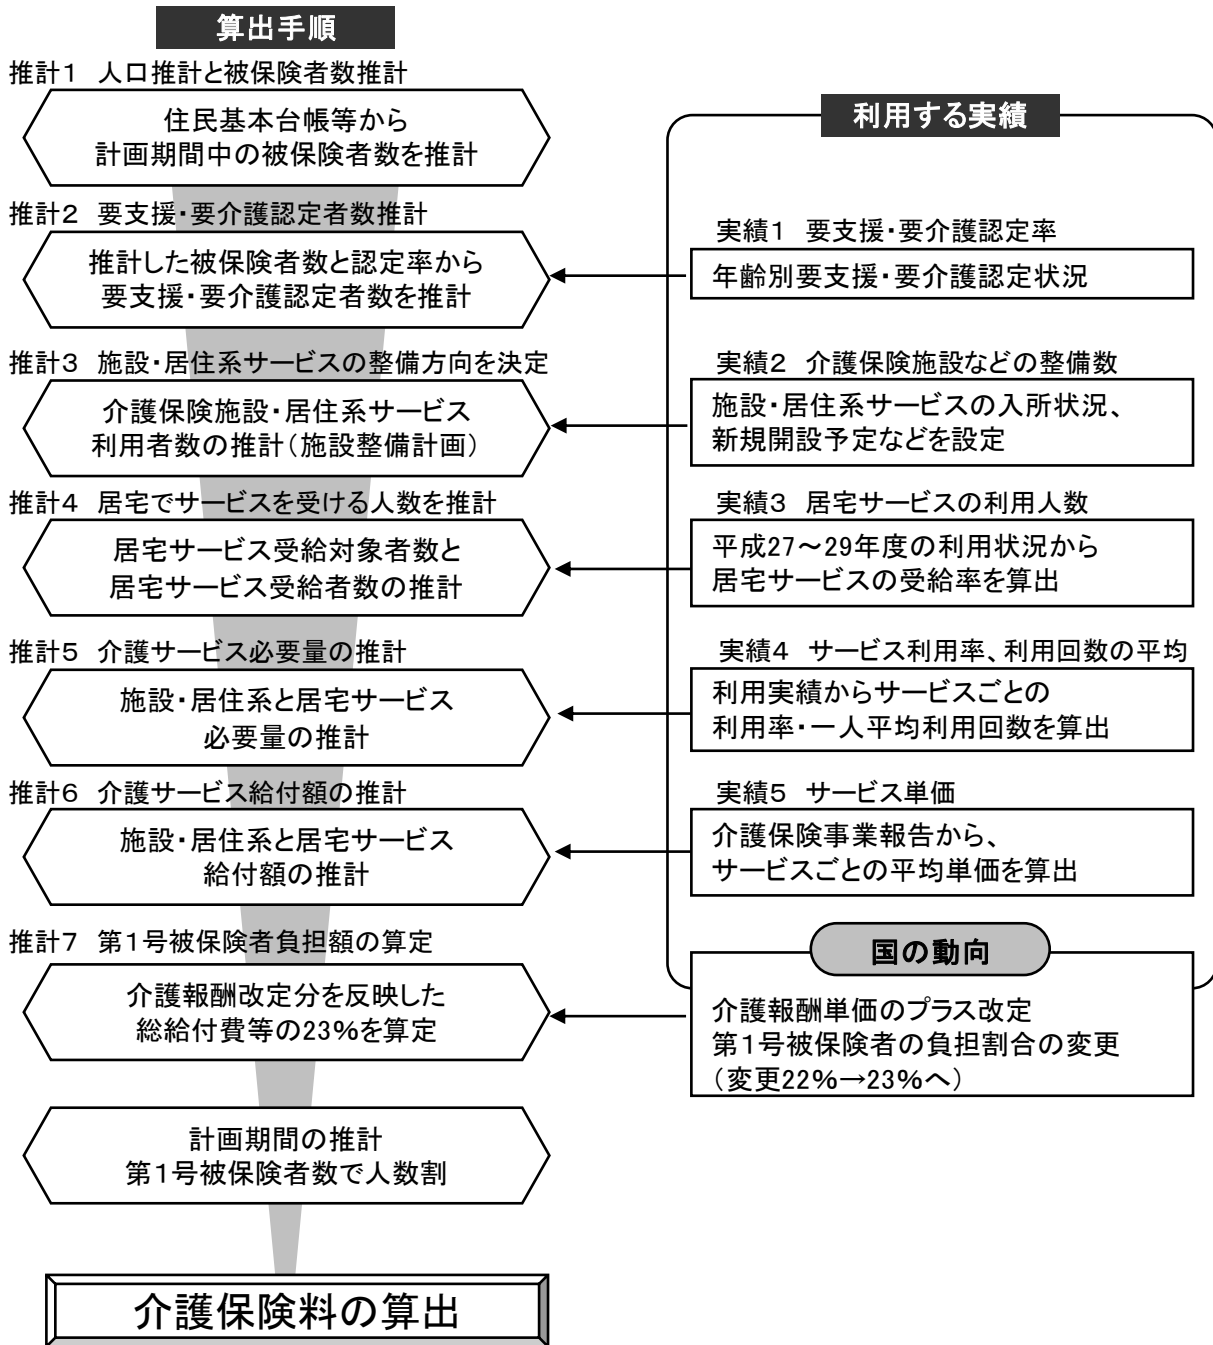 算出手順
推計１　人口推計と被保険者数推計
住民基本台帳等から
計画期間中の被保険者数を推計
推計２　要支援・要介護認定者数推計
推計した被保険者数と認定率から
要支援・要介護認定者数を推計
推計３　施設・居住系サービスの整備方向を決定
介護保険施設・居住系サービス
利用者数の推計（施設整備計画）
推計４　居宅でサービスを受ける人数を推計
居宅サービス受給対象者数と
居宅サービス受給者数の推計
推計５　介護サービス必要量の推計
施設・居住系と居宅サービス
必要量の推計
推計６　介護サービス給付額の推計
施設・居住系と居宅サービス
給付額の推計
推計７　第１号被保険者負担額の算定
介護報酬改定分を反映した
総給付費等の23%を算定
計画期間の推計
第１号被保険者数で人数割
介護保険料の算出
利用する実績
実績１　要支援・要介護認定率
年齢別要支援・要介護認定状況
実績２　介護保険施設などの整備数
施設・居住系サービスの入所状況、
新規開設予定などを設定
実績３　居宅サービスの利用人数
平成27～29年度の利用状況から
居宅サービスの受給率を算出
実績４　サービス利用率、利用回数の平均
利用実績からサービスごとの
利用率・一人平均利用回数を算出
実績５　サービス単価
介護保険事業報告から、
サービスごとの平均単価を算出
国の動向
介護報酬単価のプラス改定
第１号被保険者の負担割合の変更
（変更22%→23%へ）